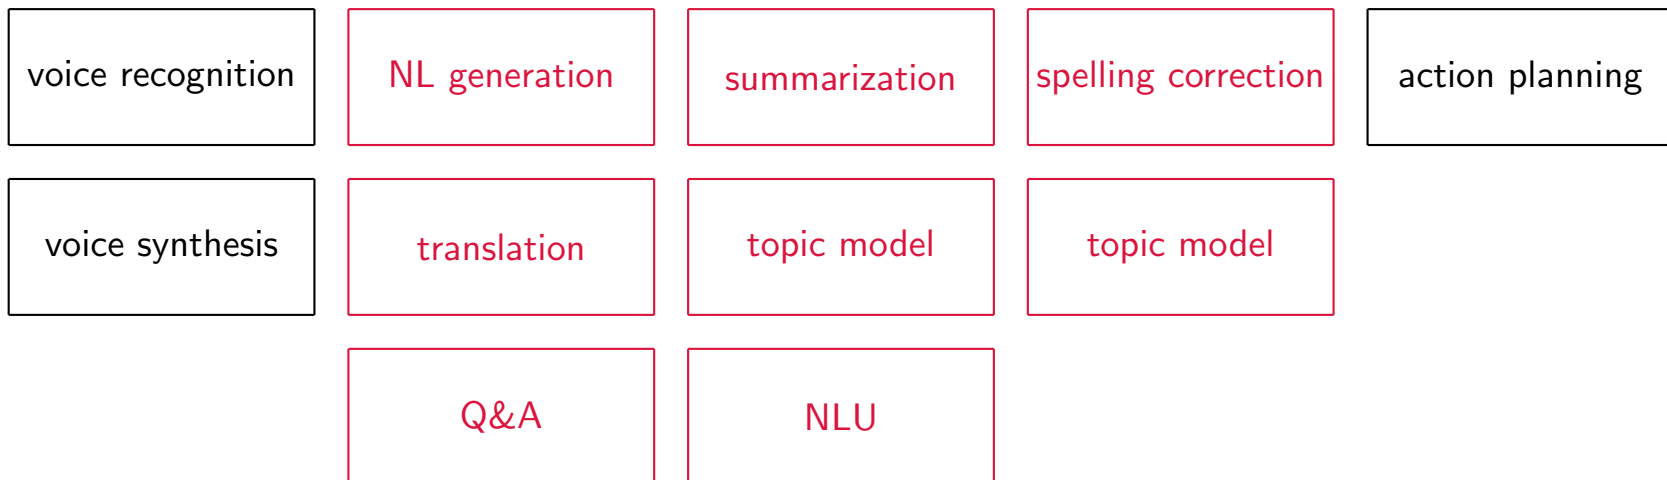 voice recognition
NL generation
summarization
spelling correction
action planning
voice synthesis
translation
topic model
topic model
Q&A
NLU